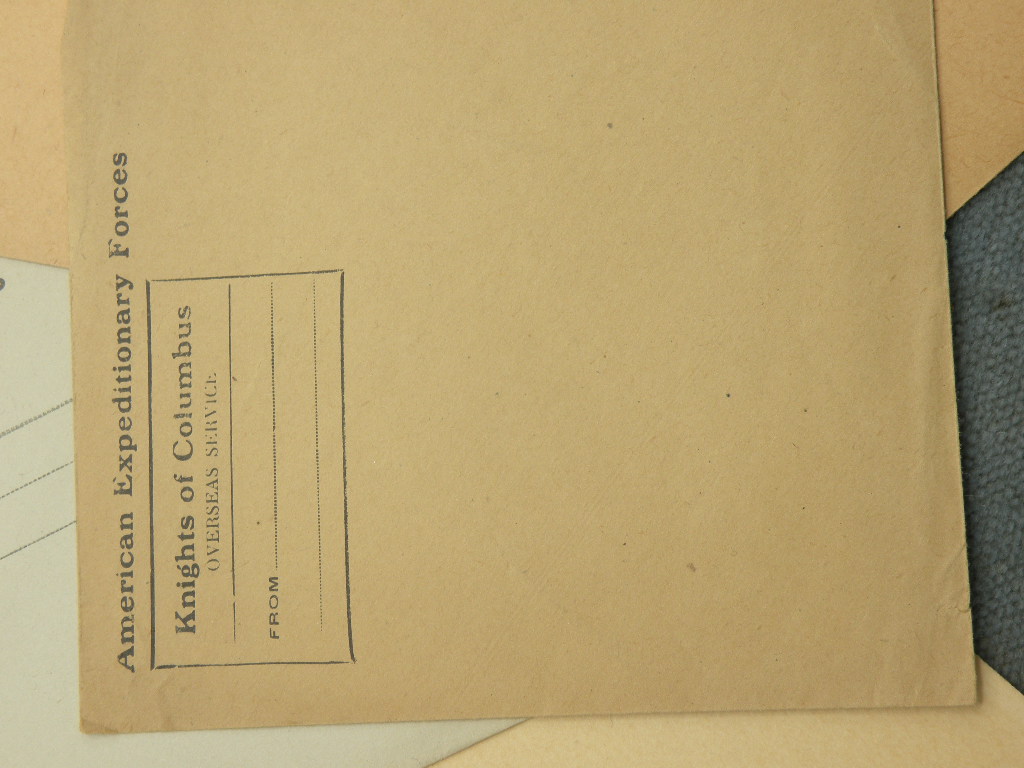 American Expeditionary Forces
Knights of Columbus
OVERSEAS SERVICE
FROM